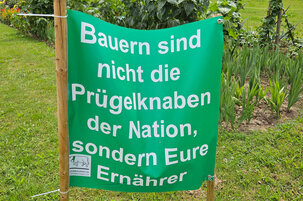 Bauern sind
nicht die
Prügelknaben
der Nation,
sondern Eure
Ernährer